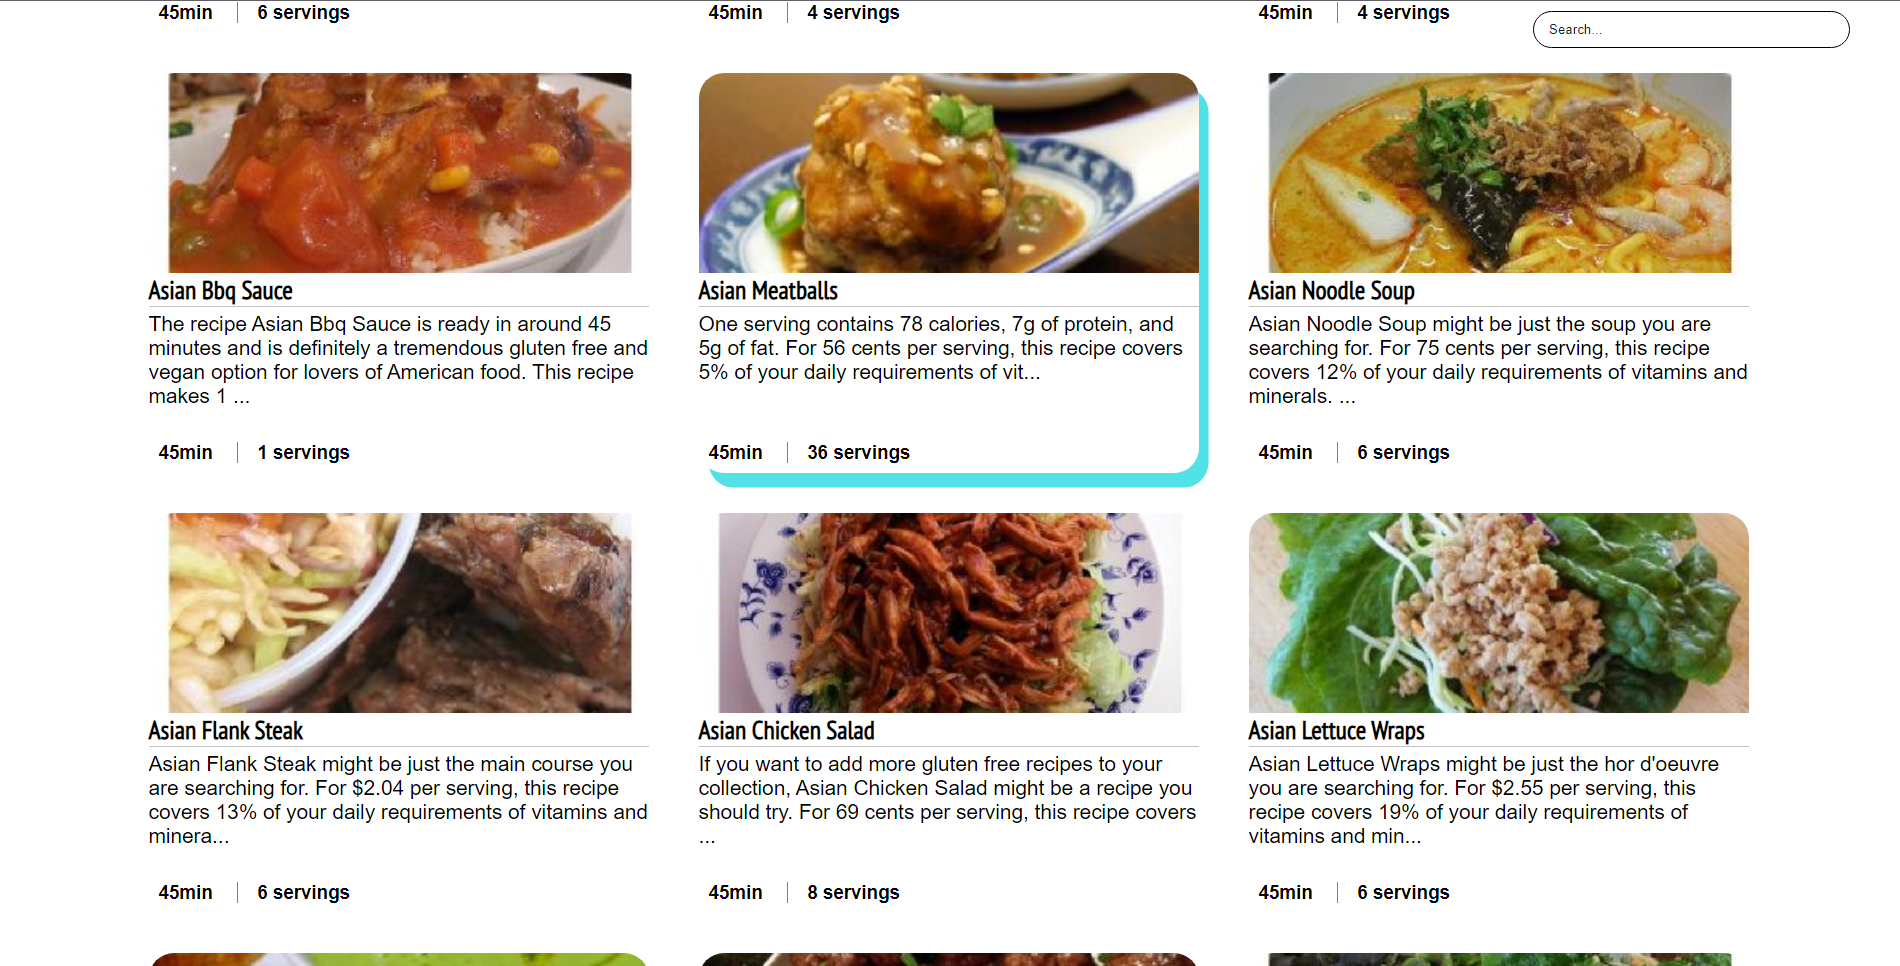 45min 6 servings
45min 4 servings
45min 4 servings
Search...
Asian Bbq Sauce
The recipe Asian Bbq Sauce is ready in around 45
minutes and is definitely a tremendous gluten free and
vegan option for lovers of American food. This recipe
makes 1 ...
45min 1 servings
Asian Meatballs
One serving contains 78 calories, 7g of protein, and
5g of fat. For 56 cents per serving, this recipe covers
5% of your daily requirements of vit...
45min 36 servings
Asian Noodle Soup
Asian Noodle Soup might be just the soup you are
searching for. For 75 cents per serving, this recipe
covers 12% of your daily requirements of vitamins and
minerals. ...
45min 6 servings
Asian Flank Steak
Asian Flank Steak might be just the main course you
are searching for. For $2.04 per serving, this recipe
covers 13% of your daily requirements of vitamins and
minera...
45min 6 servings
Asian Chicken Salad
If you want to add more gluten free recipes to your
collection, Asian Chicken Salad might be a recipe you
should try. For 69 cents per serving, this recipe covers
...
45min 8 servings
Asian Lettuce Wraps
Asian Lettuce Wraps might be just the hor d'oeuvre
you are searching for. For $2.55 per serving, this
recipe covers 19% of your daily requirements of
vitamins and min...
45min 6 servings